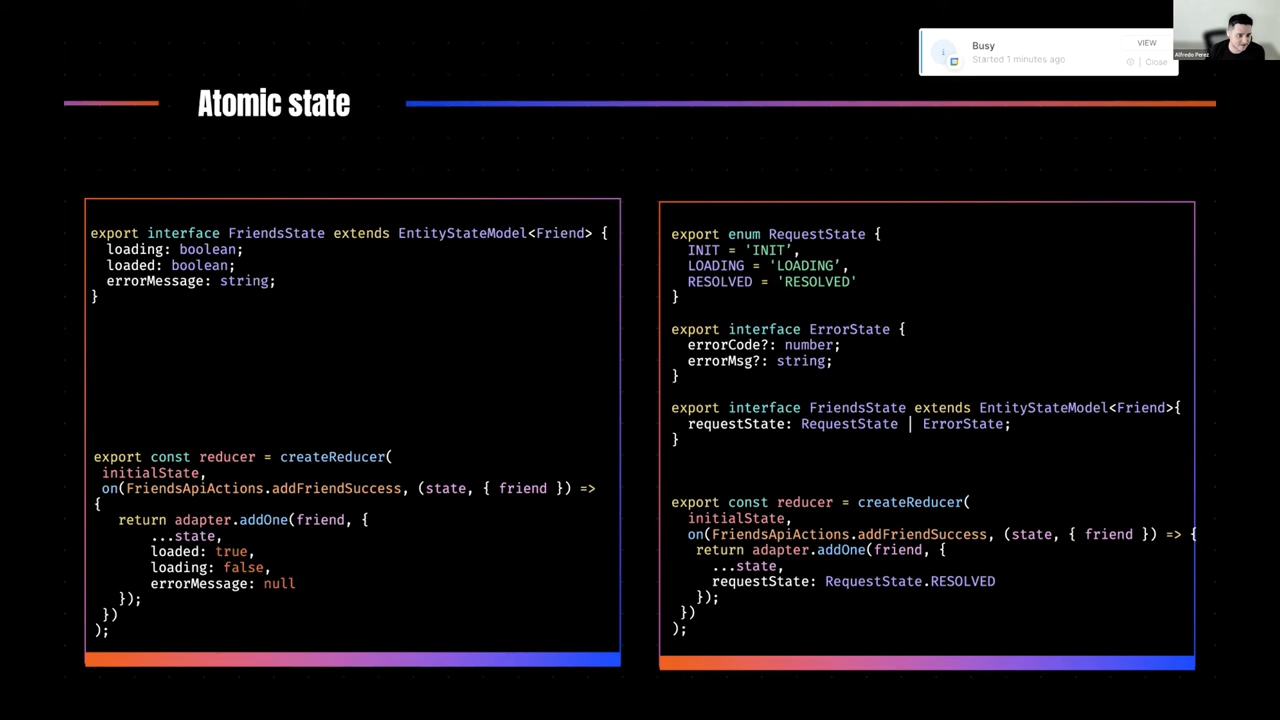 Busy
VIEW
Started 1 minutes ago
Close
Alfredo Perez
Atomic state
export interface FriendsState extends EntityStateModel<Friend> {
loading: boolean;
loaded: boolean;
errorMessage: string;
}
export const reducer = createReducer(
initialState,
on(FriendsApiActions.addFriendSuccess, (state, { friend }) =>
{
return adapter.addOne(friend, {
...state,
loaded: true,
loading: false,
errorMessage: null
});
})
);
export enum RequestState {
INIT = 'INIT’,
LOADING = 'LOADING’,
RESOLVED = 'RESOLVED'
}
export interface ErrorState {
errorCode?: number;
errorMsg?: string;
}
export interface FriendsState extends EntityStateModel<Friend>{
requestState: RequestState | ErrorState;
}
export const reducer = createReducer(
initialState,
on(FriendsApiActions.addFriendSuccess, (state, { friend }) => {
return adapter.addOne(friend, {
...state,
requestState: RequestState.RESOLVED
});
})
);